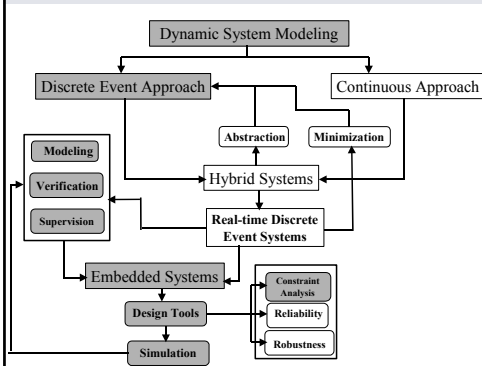 Dynamic System Modeling
Discrete Event Approach
Continuous Approach
Abstraction
Minimization
Modeling
Verification
Supervision
Hybrid Systems
Real-time Discrete
Event Systems
Embedded Systems
Design Tools
Simulation
Constraint
Analysis
Reliability
Robustness